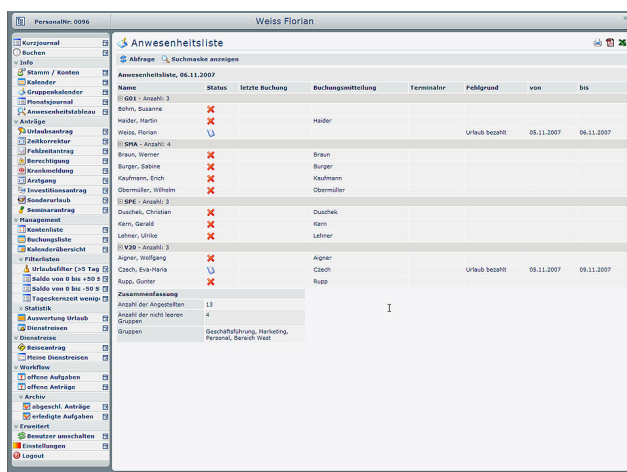 PersonalNr: 0096
Weiss Florian
Kurzjournal
Buchen
Info
Stamm / Konten
Kalender
Gruppenkalender
Monatsjournal
Anwesenheitstableau
Anträge
Urlaubsantrag
Zeitkorrektur
Fehlzeitantrag
Berechtigung
Krankmeldung
Arztgang
Investitionsantrag
Sonderurlaub
Seminarantrag
Management
Kontenliste
Buchungsliste
Kalenderübersicht
Filterlisten
Urlaubsfilter (>5 Tag
Saldo von 0 bis +50 S
Saldo von 0 bis -50 S
Tageskernzeit wenig
Statistik
Auswertung Urlaub
Dienstreisen
Dienstreise
Reiseantrag
Meine Dienstreisen
Workflow
offene Aufgaben
offene Anträge
Archiv
abgeschl. Anträge
erledigte Aufgaben
Erweitert
Benutzer umschalten
Einstellungen
Logout
Anwesenheitsliste
Abfrage Suchmaske anzeigen
Anwesenheitsliste, 06.11.2007
Name Status letzte Buchung Buchungsmitteilung Terminalnr Fehlgrund von bis
G01 - Anzahl: 3
Bohm, Susanne
Haider, Martin Haider
Weiss, Florian Urlaub bezahlt 05.11.2007 06.11.2007
SMA - Anzahl: 4
Braun, Werner Braun
Burger, Sabine Burger
Kaufmann, Erich Kaufmann
Obermüller, Wilhelm Obermüller
SPE - Anzahl: 3
Duschek, Christian Duschek
Kern, Gerald Kern
Lehner, Ulrike Lehner
V20 - Anzahl: 3
Aigner, Wolfgang Aigner
Czech, Eva-Maria Czech Urlaub bezahlt 05.11.2007 09.11.2007
Rupp, Gunter Rupp
Zusammenfassung
Anzahl der Angestellten 13
Anzahl der nicht leeren Gruppen 4
Gruppen Geschäftsführung, Marketing,
Personal, Bereich West